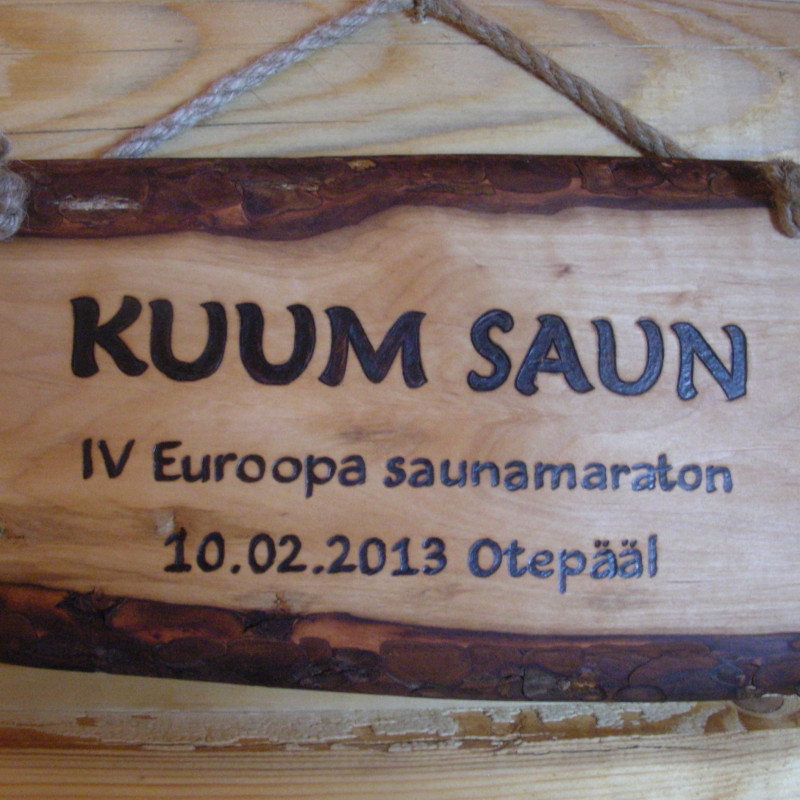 KUUM SAUN
IV Euroopa saunamaraton
10.02.2013 Otepääl